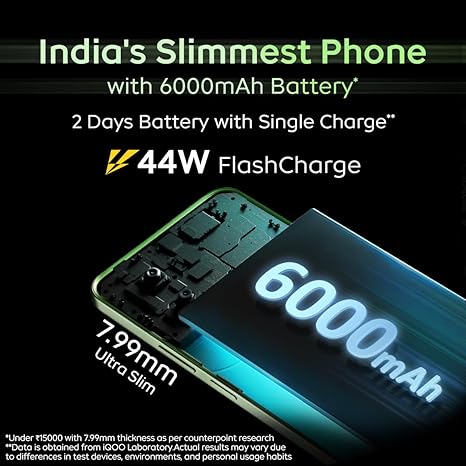 India's Slimmest Phone
with 6000mAh Battery*
2 Days Battery with Single Charge**
44W FlashCharge
6000mAh
7.99mm
Ultra Slim
*Under ₹15000 with 7.99mm thickness as per counterpoint research
**Data is obtained from iQOO Laboratory.Actual results may vary due
to differences in test devices, environments, and personal usage habits